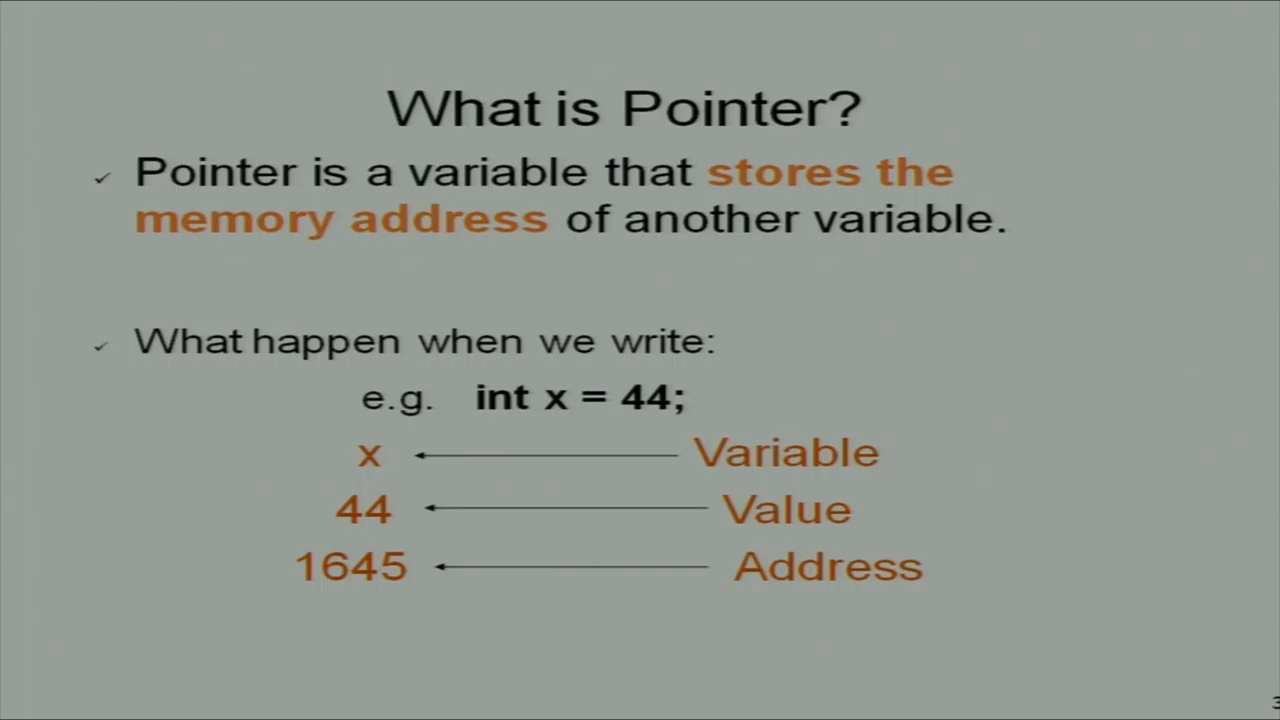 What is Pointer?
Pointer is a variable that stores the
memory address of another variable.
What happen when we write:
e.g. int x = 44;
x Variable
44 Value
1645 Address
3